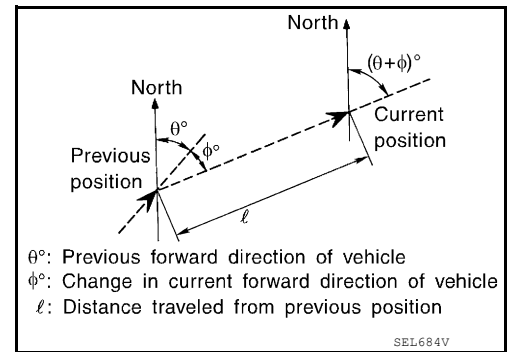 North
(θ+ϕ)°
North
θ°
ϕ°
Current
position
Previous
position
ℓ
θ°: Previous forward direction of vehicle
ϕ°: Change in current forward direction of vehicle
ℓ: Distance traveled from previous position
SEL684V